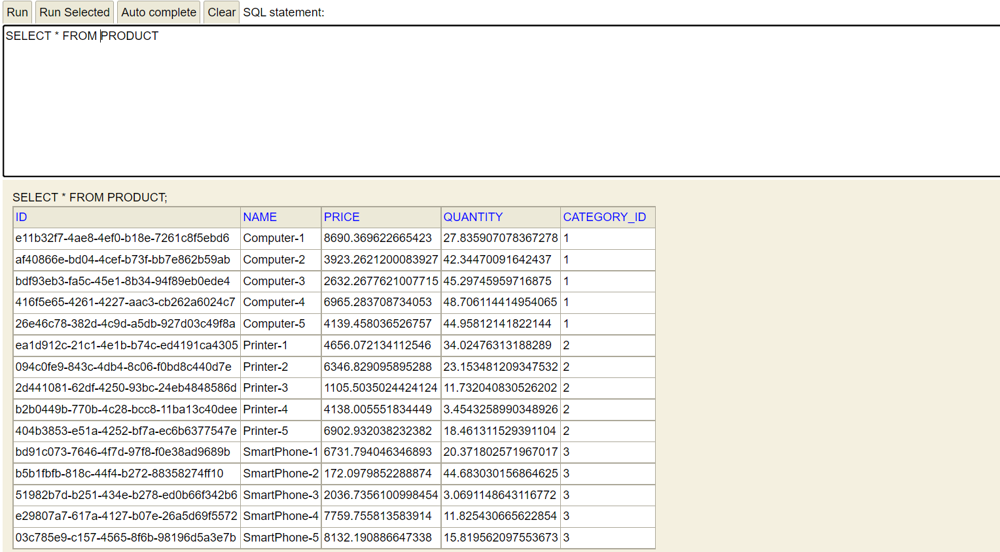 Run Run Selected Auto complete Clear SQL statement:
SELECT * FROM PRODUCT
SELECT * FROM PRODUCT;
ID NAME PRICE QUANTITY CATEGORY_ID
e11b32f7-4ae8-4ef0-b18e-7261c8f5ebd6 Computer-1 8690.369622665423 27.835907078367278 1
af40866e-bd04-4cef-b73f-bb7e862b59ab Computer-2 3923.2621200083927 42.34470091642437 1
bdf93eb3-fa5c-45e1-8b34-94f89eb0ede4 Computer-3 2632.2677621007715 45.29745959716875 1
416f5e65-4261-4227-aac3-cb262a6024c7 Computer-4 6965.283708734053 48.706114414954065 1
26e46c78-382d-4c9d-a5db-927d03c49f8a Computer-5 4139.458036526757 44.95812141822144 1
ea1d912c-21c1-4e1b-b74c-ed4191ca4305 Printer-1 4656.072134112546 34.02476313188289 2
094c0fe9-843c-4db4-8c06-f0bd8c440d7e Printer-2 6346.829095895288 23.153481209347532 2
2d441081-62df-4250-93bc-24eb4848586d Printer-3 1105.5035024424124 11.732040830526202 2
b2b0449b-770b-4c28-bcc8-11ba13c40dee Printer-4 4138.005551834449 3.4543258990348926 2
404b3853-e51a-4252-bf7a-ec6b6377547e Printer-5 6902.932038232382 18.461311529391104 2
bd91c073-7646-4f7d-97f8-f0e38ad9689b SmartPhone-1 6731.794046346893 20.371802571967017 3
b5b1fbfb-818c-44f4-b272-88358274ff10 SmartPhone-2 172.0979852288874 44.683030156864625 3
51982b7d-b251-434e-b278-ed0b66f342b6 SmartPhone-3 2036.7356100998454 3.0691148643116772 3
e29807a7-617a-4127-b07e-26a5d69f5572 SmartPhone-4 7759.755813583914 11.825430665622854 3
03c785e9-c157-4565-8f6b-98196d5a3e7b SmartPhone-5 8132.190886647338 15.819562097553673 3